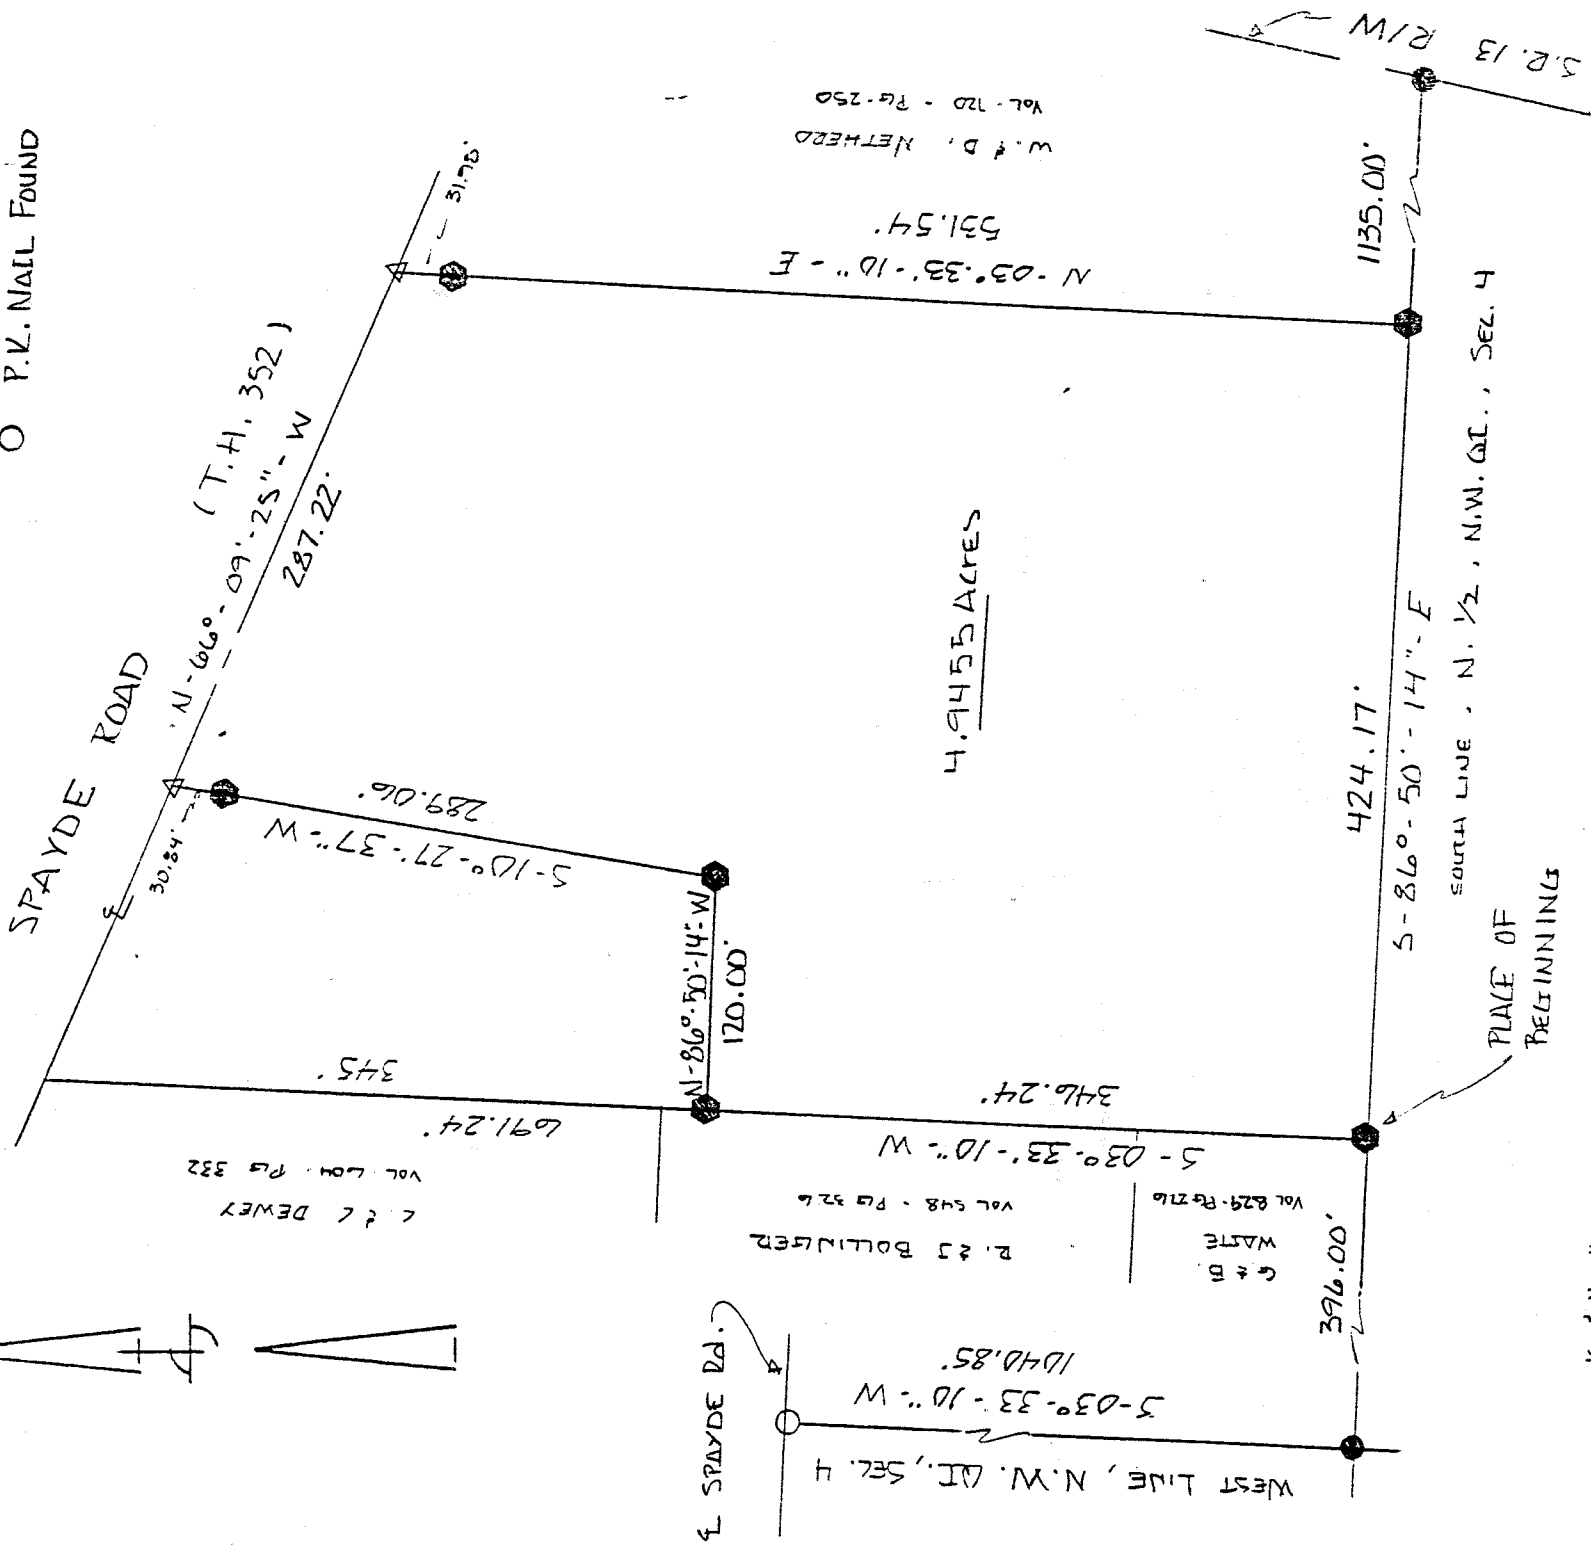 O P.K. NAIL FOUND
SPAYDE ROAD
(T.H. 352)
N-66°-09'-25"-W
287.22'
31.98'
30.84'
S.R. 13 R/W
W. & D. NETHERO
VOL-720 - PG-250
N-03°-33'-10"-E
531.54'
1135.00'
S-10°-27'-37"-W
289.06'
N-86°-50'-14"-W
120.00'
4.9455 ACRES
345'
691.24'
C & C DEWEY
VOL 604 - PG 332
346.24'
S-03°-33'-10"-W
R. & J BOLLINGER
VOL 548 - PG 326
G & B.
WAITE
VOL 829-PG 276
424.17'
S-86°-50'-14"-E
SOUTH LINE, N. 1/2, N.W. QT., SEC. 4
PLACE OF
BEGINNING
396.00'
℄ SPAYDE Rd.
S-03°-33'-10"-W
1040.85'
WEST LINE, N.W. QT., SEC. 4